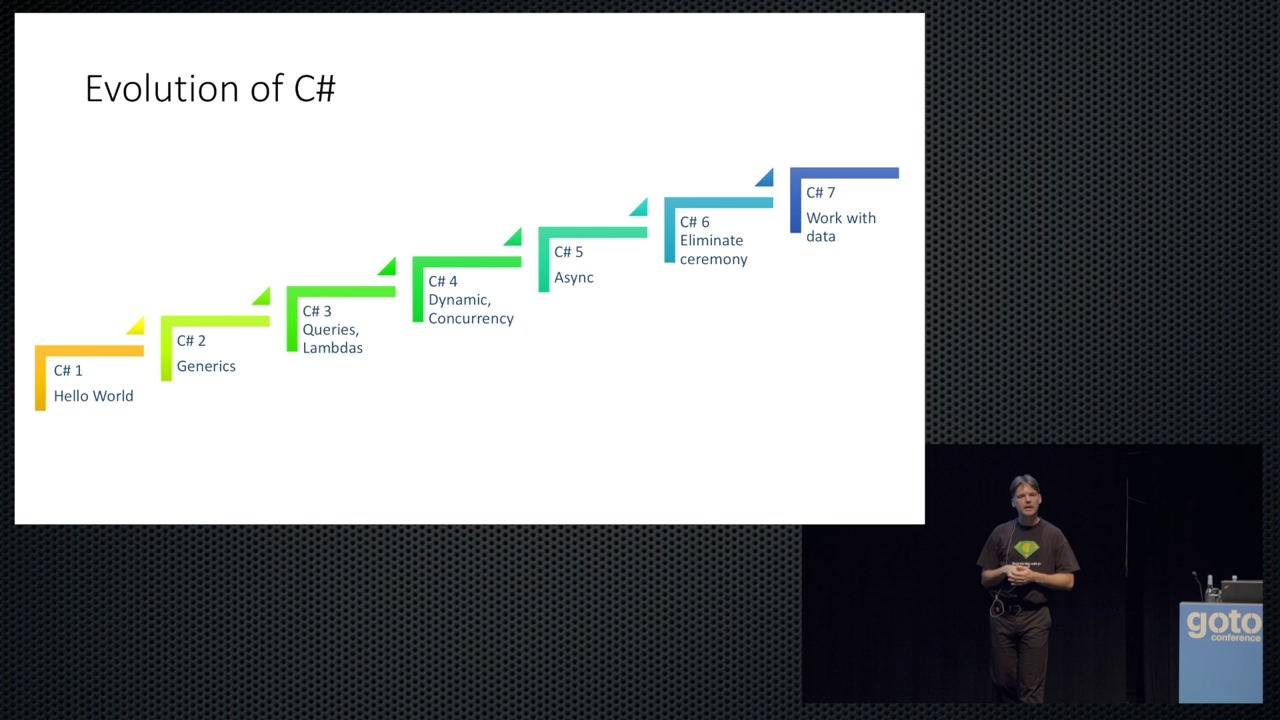 Evolution of C#
C# 1
Hello World
C# 2
Generics
C# 3
Queries,
Lambdas
C# 4
Dynamic,
Concurrency
C# 5
Async
C# 6
Eliminate
ceremony
C# 7
Work with
data
goto
conference